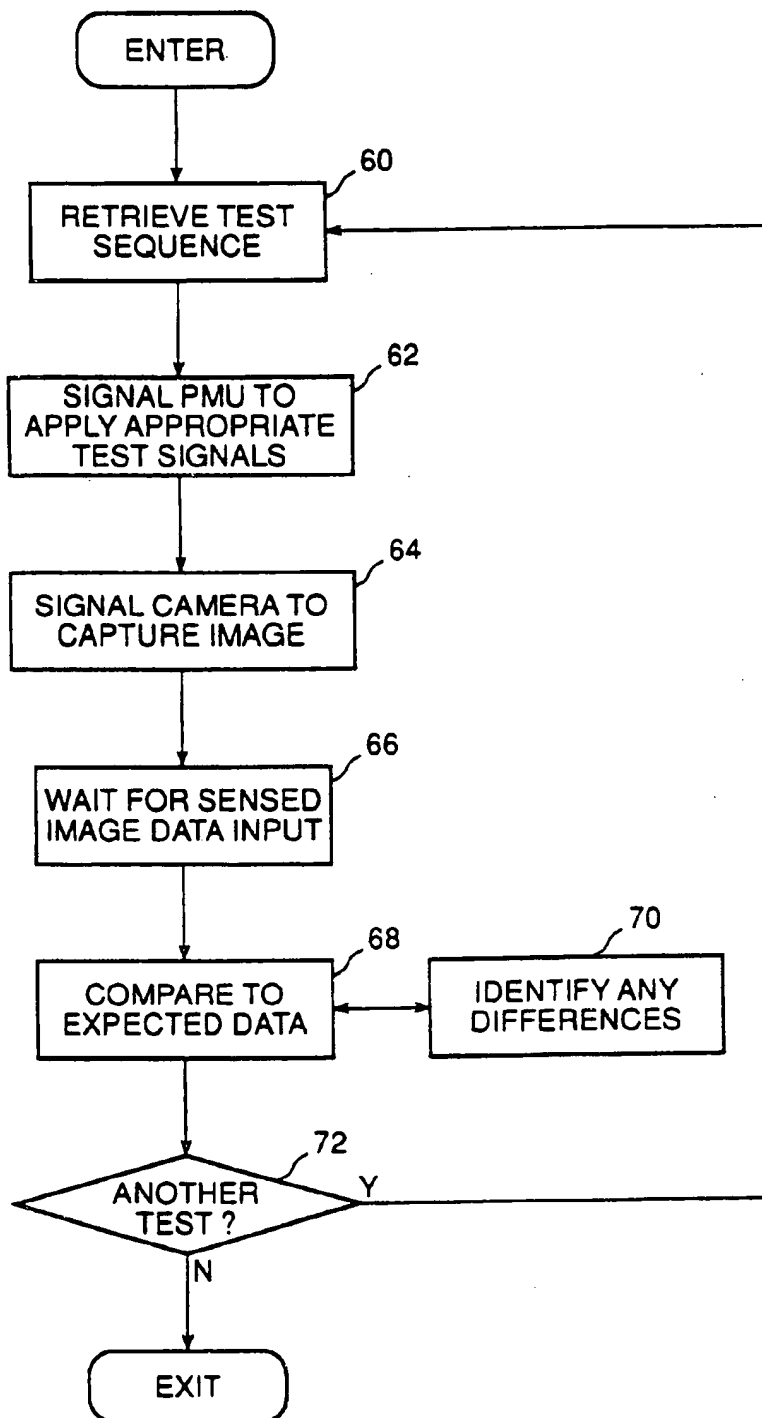 ENTER
60
RETRIEVE TEST
SEQUENCE
62
SIGNAL PMU TO
APPLY APPROPRIATE
TEST SIGNALS
64
SIGNAL CAMERA TO
CAPTURE IMAGE
66
WAIT FOR SENSED
IMAGE DATA INPUT
68
COMPARE TO
EXPECTED DATA
70
IDENTIFY ANY
DIFFERENCES
72
ANOTHER
TEST ?
Y
N
EXIT